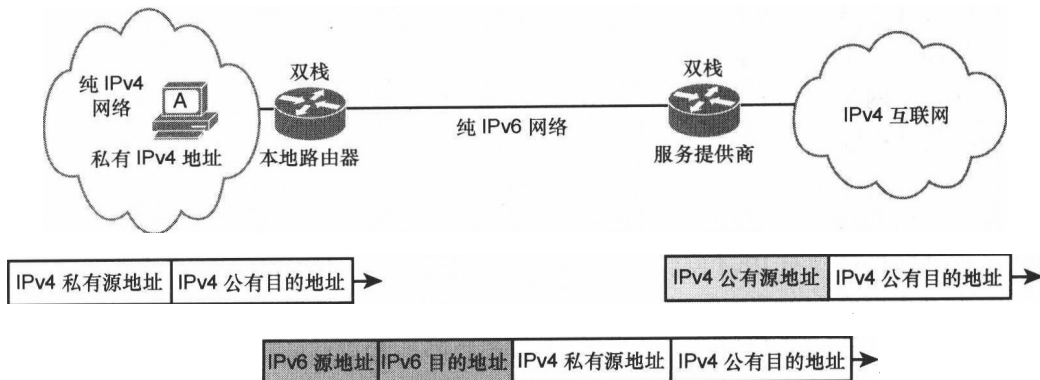 双栈
双栈
纯 IPv4
网络
A
IPv4 互联网
纯 IPv6 网络
私有 IPv4 地址
本地路由器
服务提供商
IPv4 私有源地址
IPv4 公有目的地址
IPv4 公有源地址
IPv4 公有目的地址
IPv6 源地址
IPv6 目的地址
IPv4 私有源地址
IPv4 公有目的地址